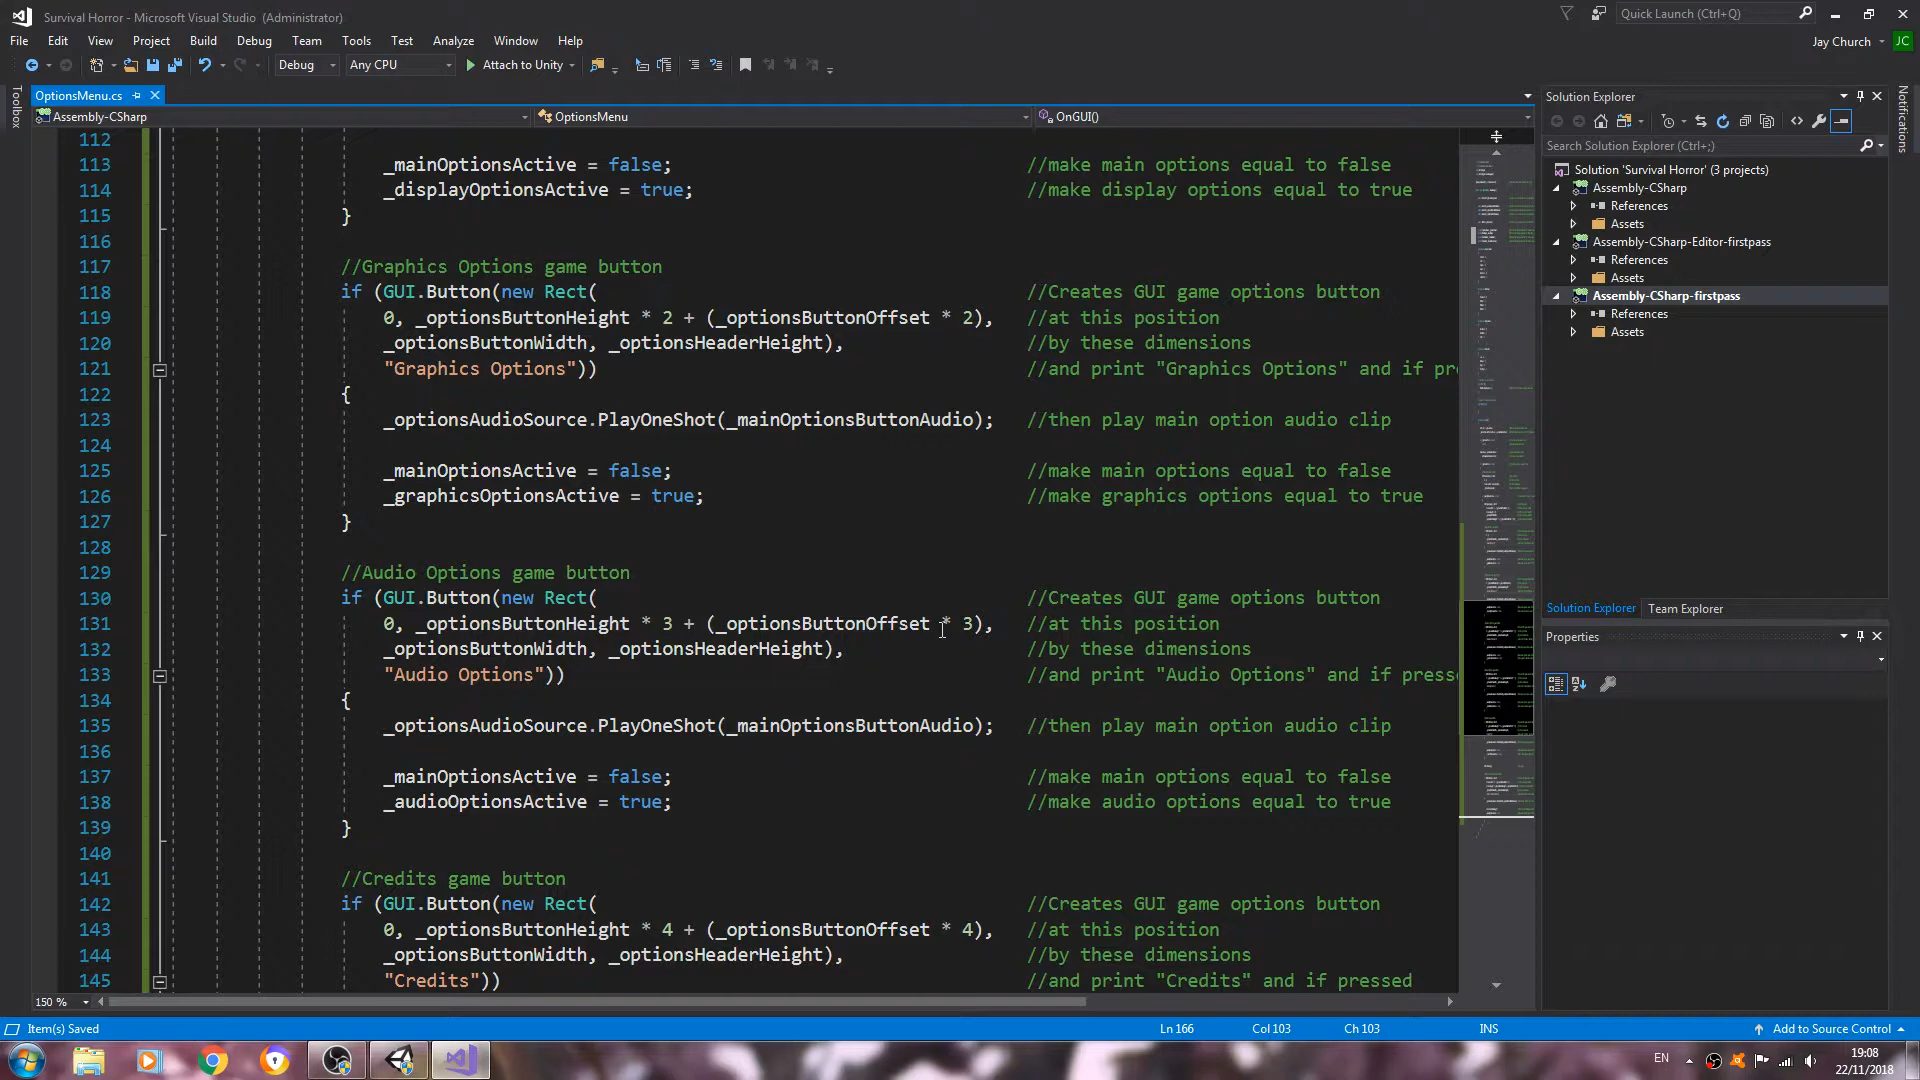 Survival Horror - Microsoft Visual Studio (Administrator)
Quick Launch (Ctrl+Q)
File Edit View Project Build Debug Team Tools Test Analyze Window Help
Jay Church JC
Debug Any CPU Attach to Unity
OptionsMenu.cs
Assembly-CSharp OptionsMenu OnGUI()
Toolbox
112
113 _mainOptionsActive = false; //make main options equal to false
114 _displayOptionsActive = true; //make display options equal to true
115 }
116
117 //Graphics Options game button
118 if (GUI.Button(new Rect( //Creates GUI game options button
119 0, _optionsButtonHeight * 2 + (_optionsButtonOffset * 2), //at this position
120 _optionsButtonWidth, _optionsHeaderHeight), //by these dimensions
121 "Graphics Options")) //and print "Graphics Options" and if pr
122 {
123 _optionsAudioSource.PlayOneShot(_mainOptionsButtonAudio); //then play main option audio clip
124
125 _mainOptionsActive = false; //make main options equal to false
126 _graphicsOptionsActive = true; //make graphics options equal to true
127 }
128
129 //Audio Options game button
130 if (GUI.Button(new Rect( //Creates GUI game options button
131 0, _optionsButtonHeight * 3 + (_optionsButtonOffset * 3), //at this position
132 _optionsButtonWidth, _optionsHeaderHeight), //by these dimensions
133 "Audio Options")) //and print "Audio Options" and if presse
134 {
135 _optionsAudioSource.PlayOneShot(_mainOptionsButtonAudio); //then play main option audio clip
136
137 _mainOptionsActive = false; //make main options equal to false
138 _audioOptionsActive = true; //make audio options equal to true
139 }
140
141 //Credits game button
142 if (GUI.Button(new Rect( //Creates GUI game options button
143 0, _optionsButtonHeight * 4 + (_optionsButtonOffset * 4), //at this position
144 _optionsButtonWidth, _optionsHeaderHeight), //by these dimensions
145 "Credits")) //and print "Credits" and if pressed
150 %
Solution Explorer
Search Solution Explorer (Ctrl+;)
Solution 'Survival Horror' (3 projects)
Assembly-CSharp
References
Assets
Assembly-CSharp-Editor-firstpass
References
Assets
Assembly-CSharp-firstpass
References
Assets
Solution Explorer Team Explorer
Properties
Notifications
Item(s) Saved Ln 166 Col 103 Ch 103 INS Add to Source Control
EN 19:08
22/11/2018